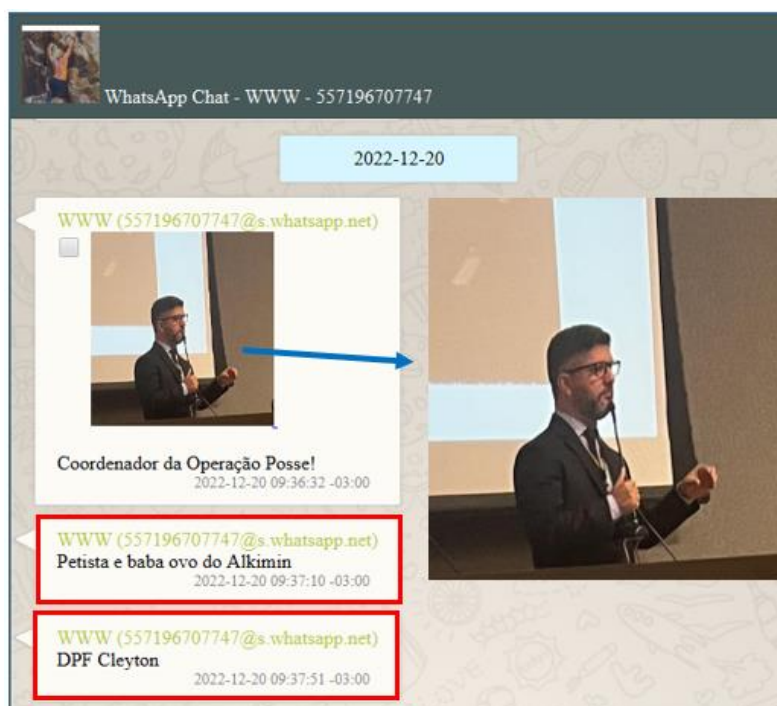 WhatsApp Chat - WWW - 557196707747
2022-12-20
WWW (557196707747@s.whatsapp.net)
Coordenador da Operação Posse!
2022-12-20 09:36:32 -03:00
WWW (557196707747@s.whatsapp.net)
Petista e baba ovo do Alkimin
2022-12-20 09:37:10 -03:00
WWW (557196707747@s.whatsapp.net)
DPF Cleyton
2022-12-20 09:37:51 -03:00